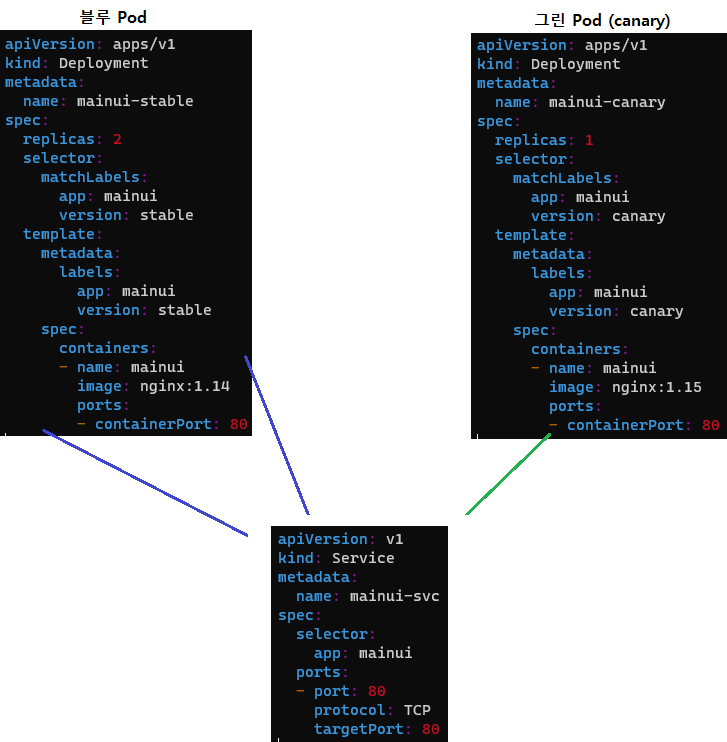 블루 Pod
apiVersion: apps/v1
kind: Deployment
metadata:
  name: mainui-stable
spec:
  replicas: 2
  selector:
    matchLabels:
      app: mainui
      version: stable
  template:
    metadata:
      labels:
        app: mainui
        version: stable
    spec:
      containers:
      - name: mainui
        image: nginx:1.14
        ports:
        - containerPort: 80
그린 Pod (canary)
apiVersion: apps/v1
kind: Deployment
metadata:
  name: mainui-canary
spec:
  replicas: 1
  selector:
    matchLabels:
      app: mainui
      version: canary
  template:
    metadata:
      labels:
        app: mainui
        version: canary
    spec:
      containers:
      - name: mainui
        image: nginx:1.15
        ports:
        - containerPort: 80
apiVersion: v1
kind: Service
metadata:
  name: mainui-svc
spec:
  selector:
    app: mainui
  ports:
  - port: 80
    protocol: TCP
    targetPort: 80